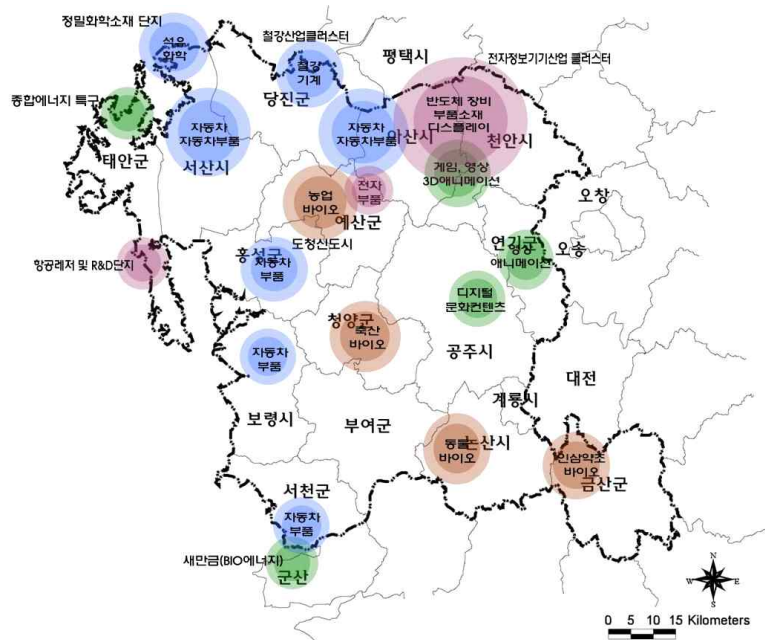 정밀화학소재 단지
석유
화학
철강산업클러스터
철강
기계
평택시
전자정보기기산업 클러스터
당진군
종합에너지 특구
태안군
자동차
자동차부품
서산시
자동차
자동차부품
아산시
반도체 장비
부품소재
디스플레이
천안시
게임, 영상
3D애니메이션
농업
바이오
전자
부품
예산군
도청신도시
오창
연기군
영상
애니메이션
오송
홍성군
자동차
부품
항공레저 및 R&D단지
디지털
문화컨텐츠
청양군
축산
바이오
공주시
자동차
부품
대전
계룡시
보령시
부여군
동물
바이오
논산시
인삼약초
바이오
금산군
서천군
자동차
부품
새만금(BIO에너지)
군산
N
W
E
S
0 5 10 15 Kilometers